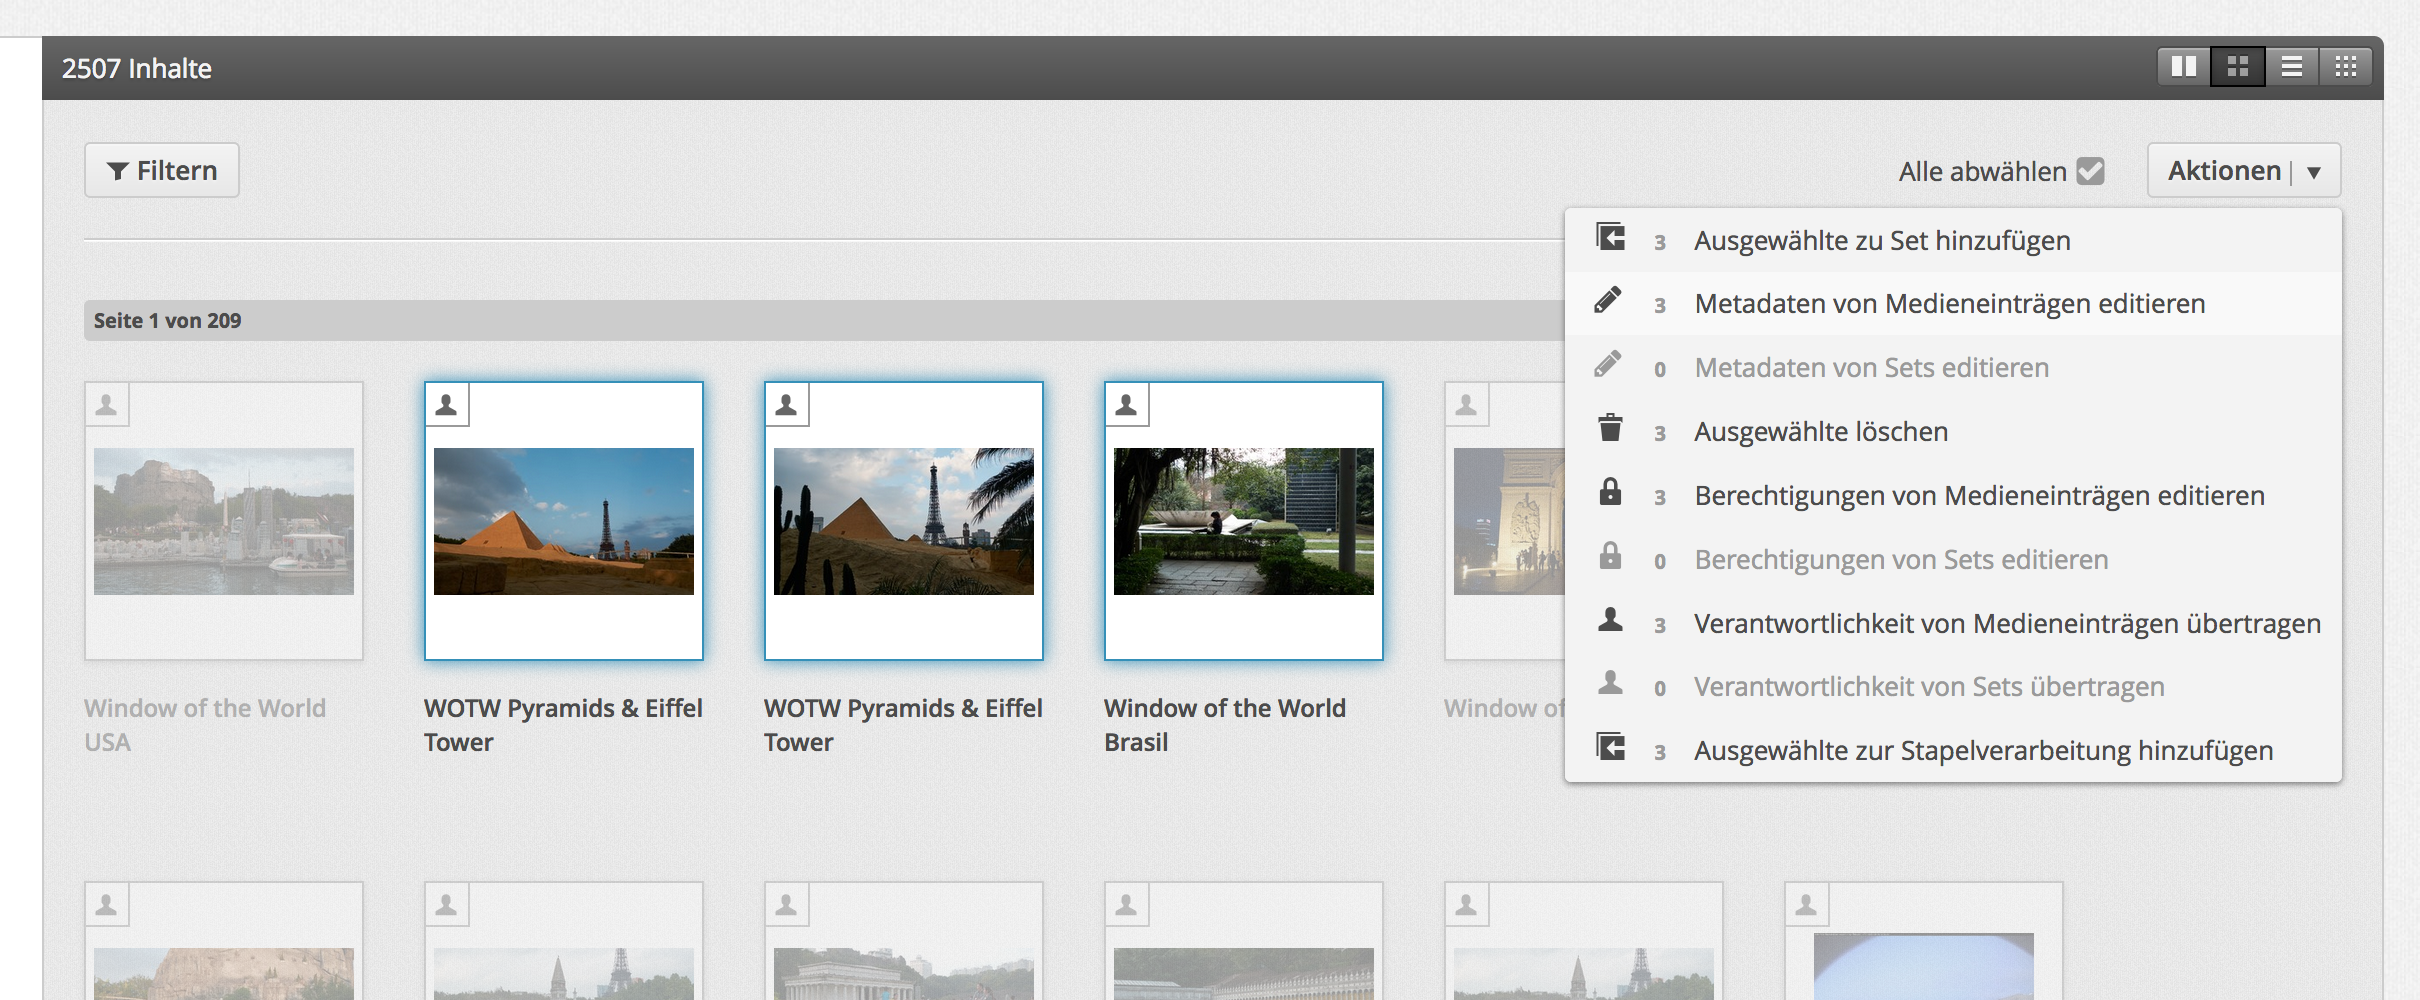 2507 Inhalte
Filtern
Alle abwählen
Aktionen
3 Ausgewählte zu Set hinzufügen
3 Metadaten von Medieneinträgen editieren
0 Metadaten von Sets editieren
3 Ausgewählte löschen
3 Berechtigungen von Medieneinträgen editieren
0 Berechtigungen von Sets editieren
3 Verantwortlichkeit von Medieneinträgen übertragen
0 Verantwortlichkeit von Sets übertragen
3 Ausgewählte zur Stapelverarbeitung hinzufügen
Seite 1 von 209
Window of the World
USA
WOTW Pyramids & Eiffel
Tower
WOTW Pyramids & Eiffel
Tower
Window of the World
Brasil
Window of